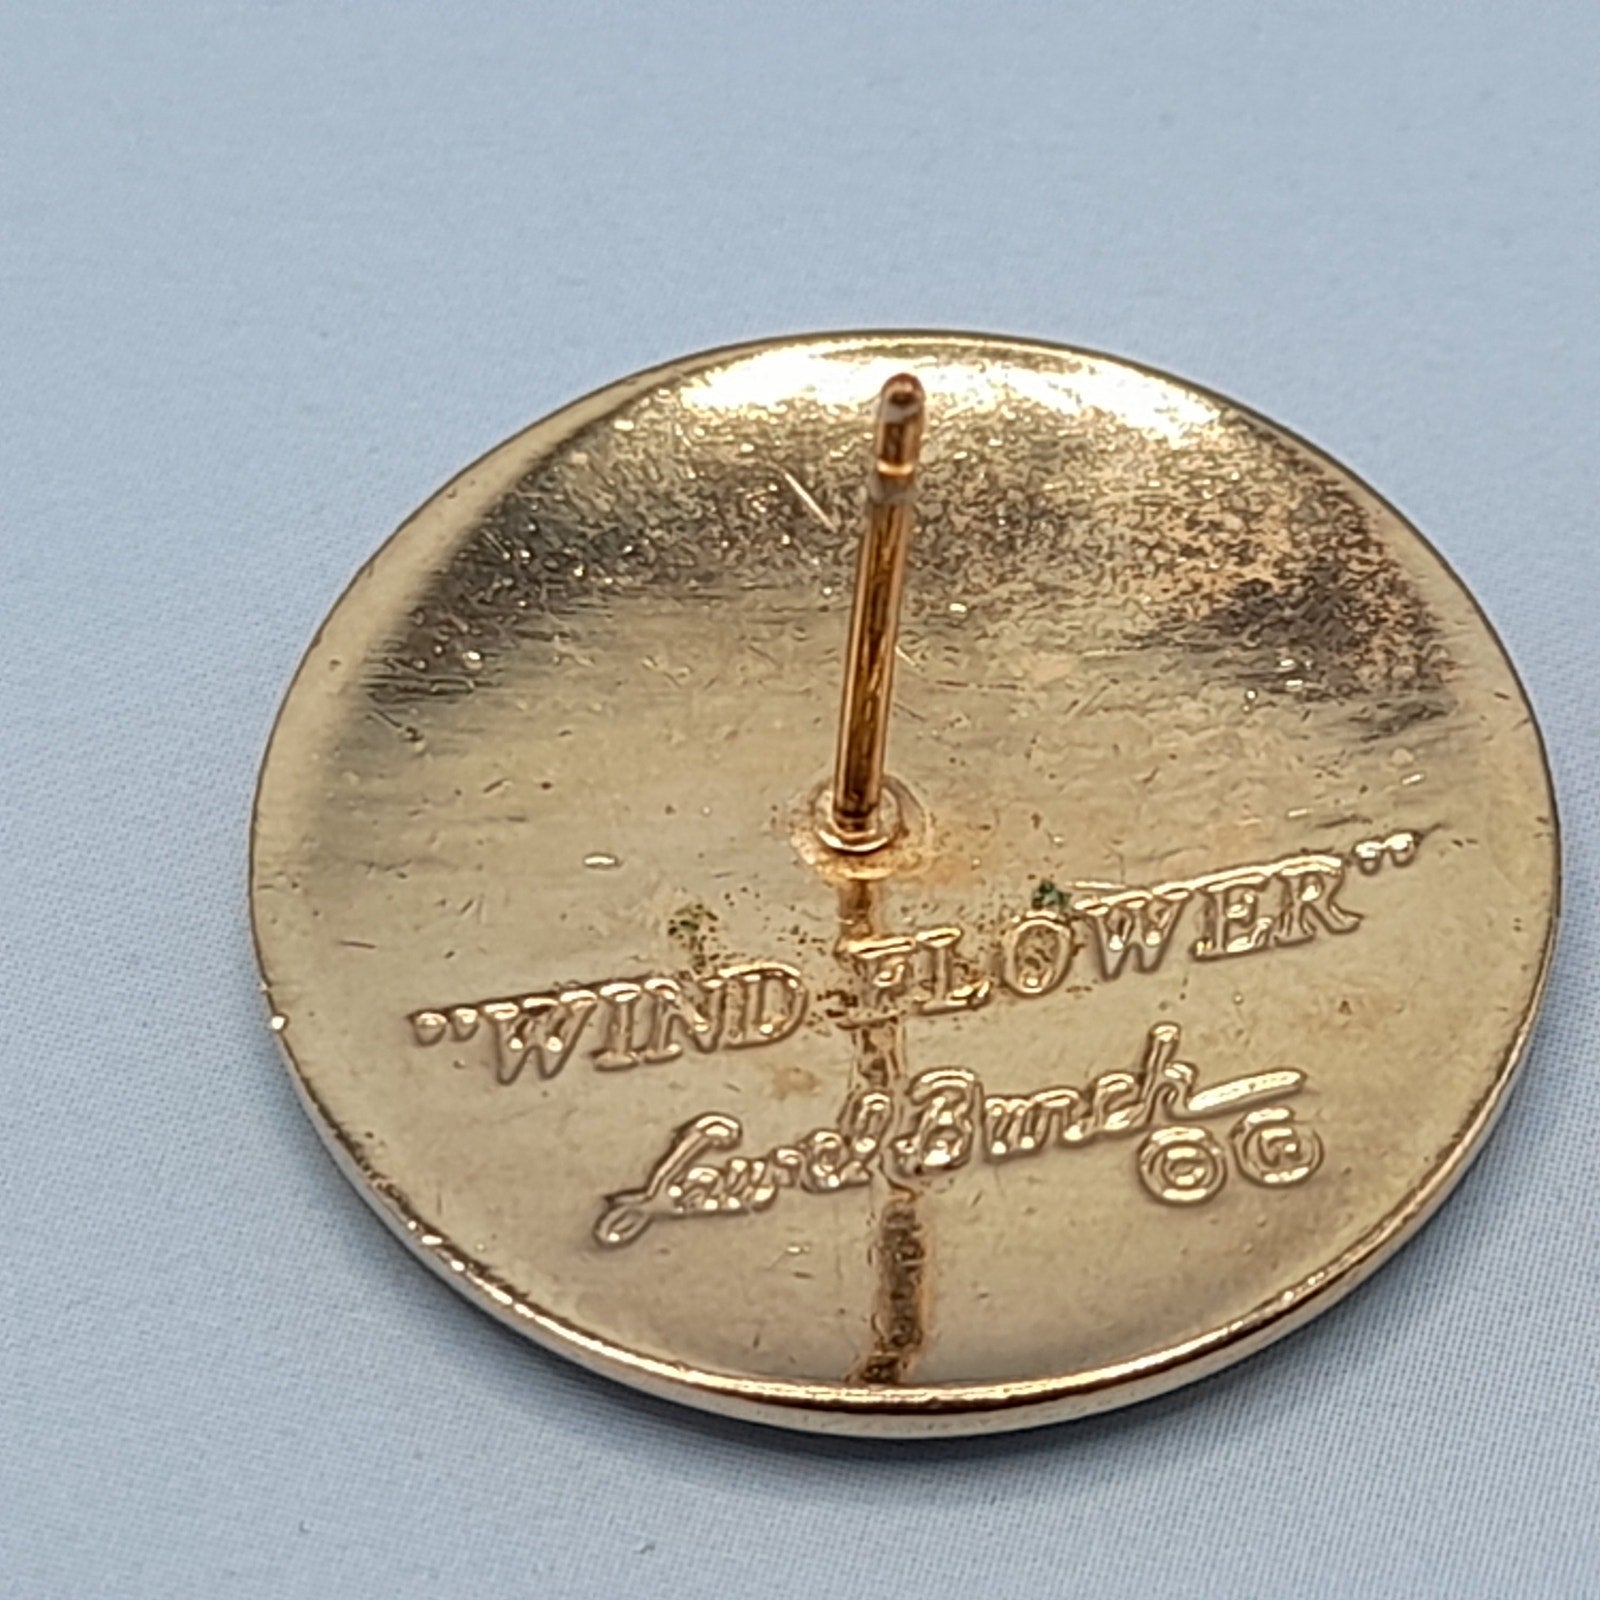 "WIND FLOWER"
Laurel Burch
©